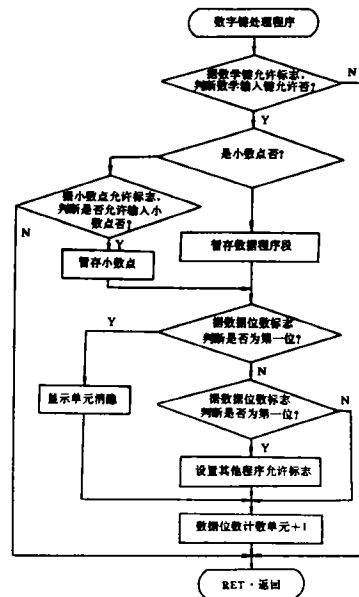 数字键处理程序
据数学键允许标志，
判断数学输入键允许否？
N
Y
是小数点否？
据小数点允许标志，
判断是否允许输入小
数点否？
N
Y
暂存小数点
暂存数据程序段
据数据位数标志
判断是否为第一位？
Y
N
显示单元消隐
据数据位数标志
判断是否为第一位？
N
Y
设置其他程序允许标志
数据位数计数单元+1
RET·返回